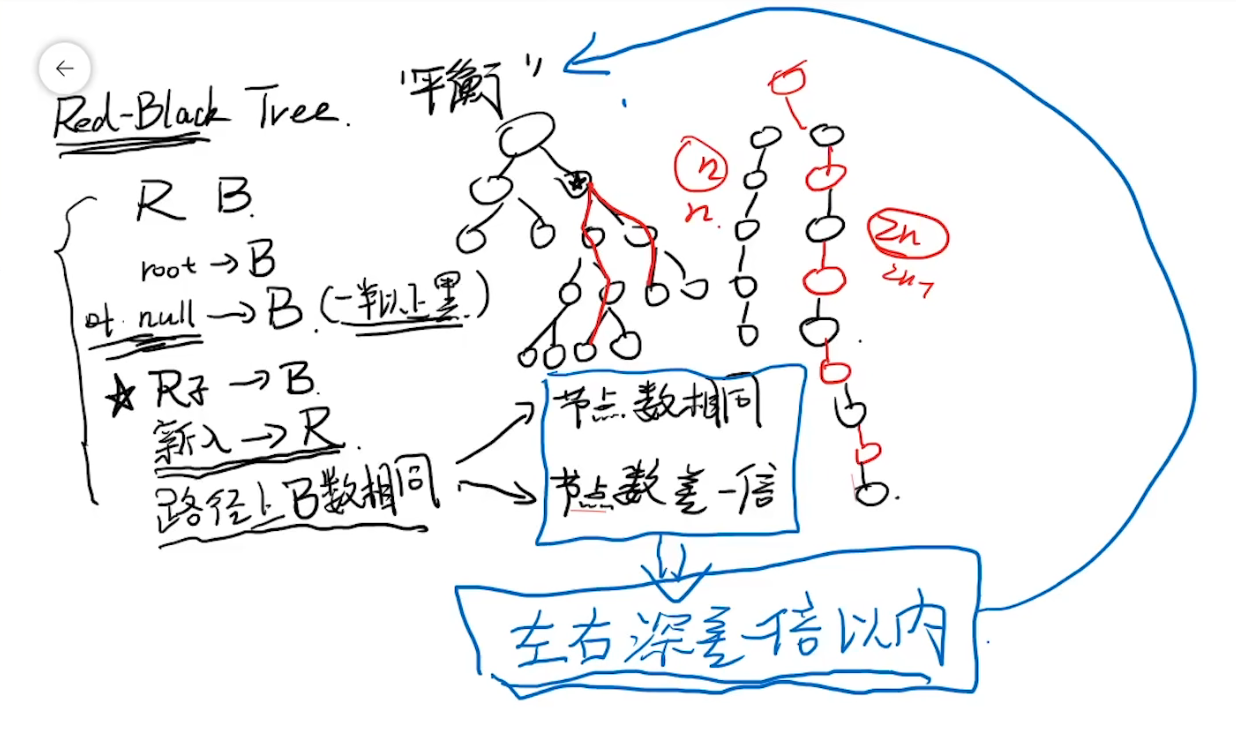 Red-Black Tree.
"平衡"
R B.
root → B
叶 null → B. (一半以上黑)
R子 → B.
新入 → R.
路径上B数相同
节点数相同
节点数差一倍
左右深差一倍以内
n
n.
2n